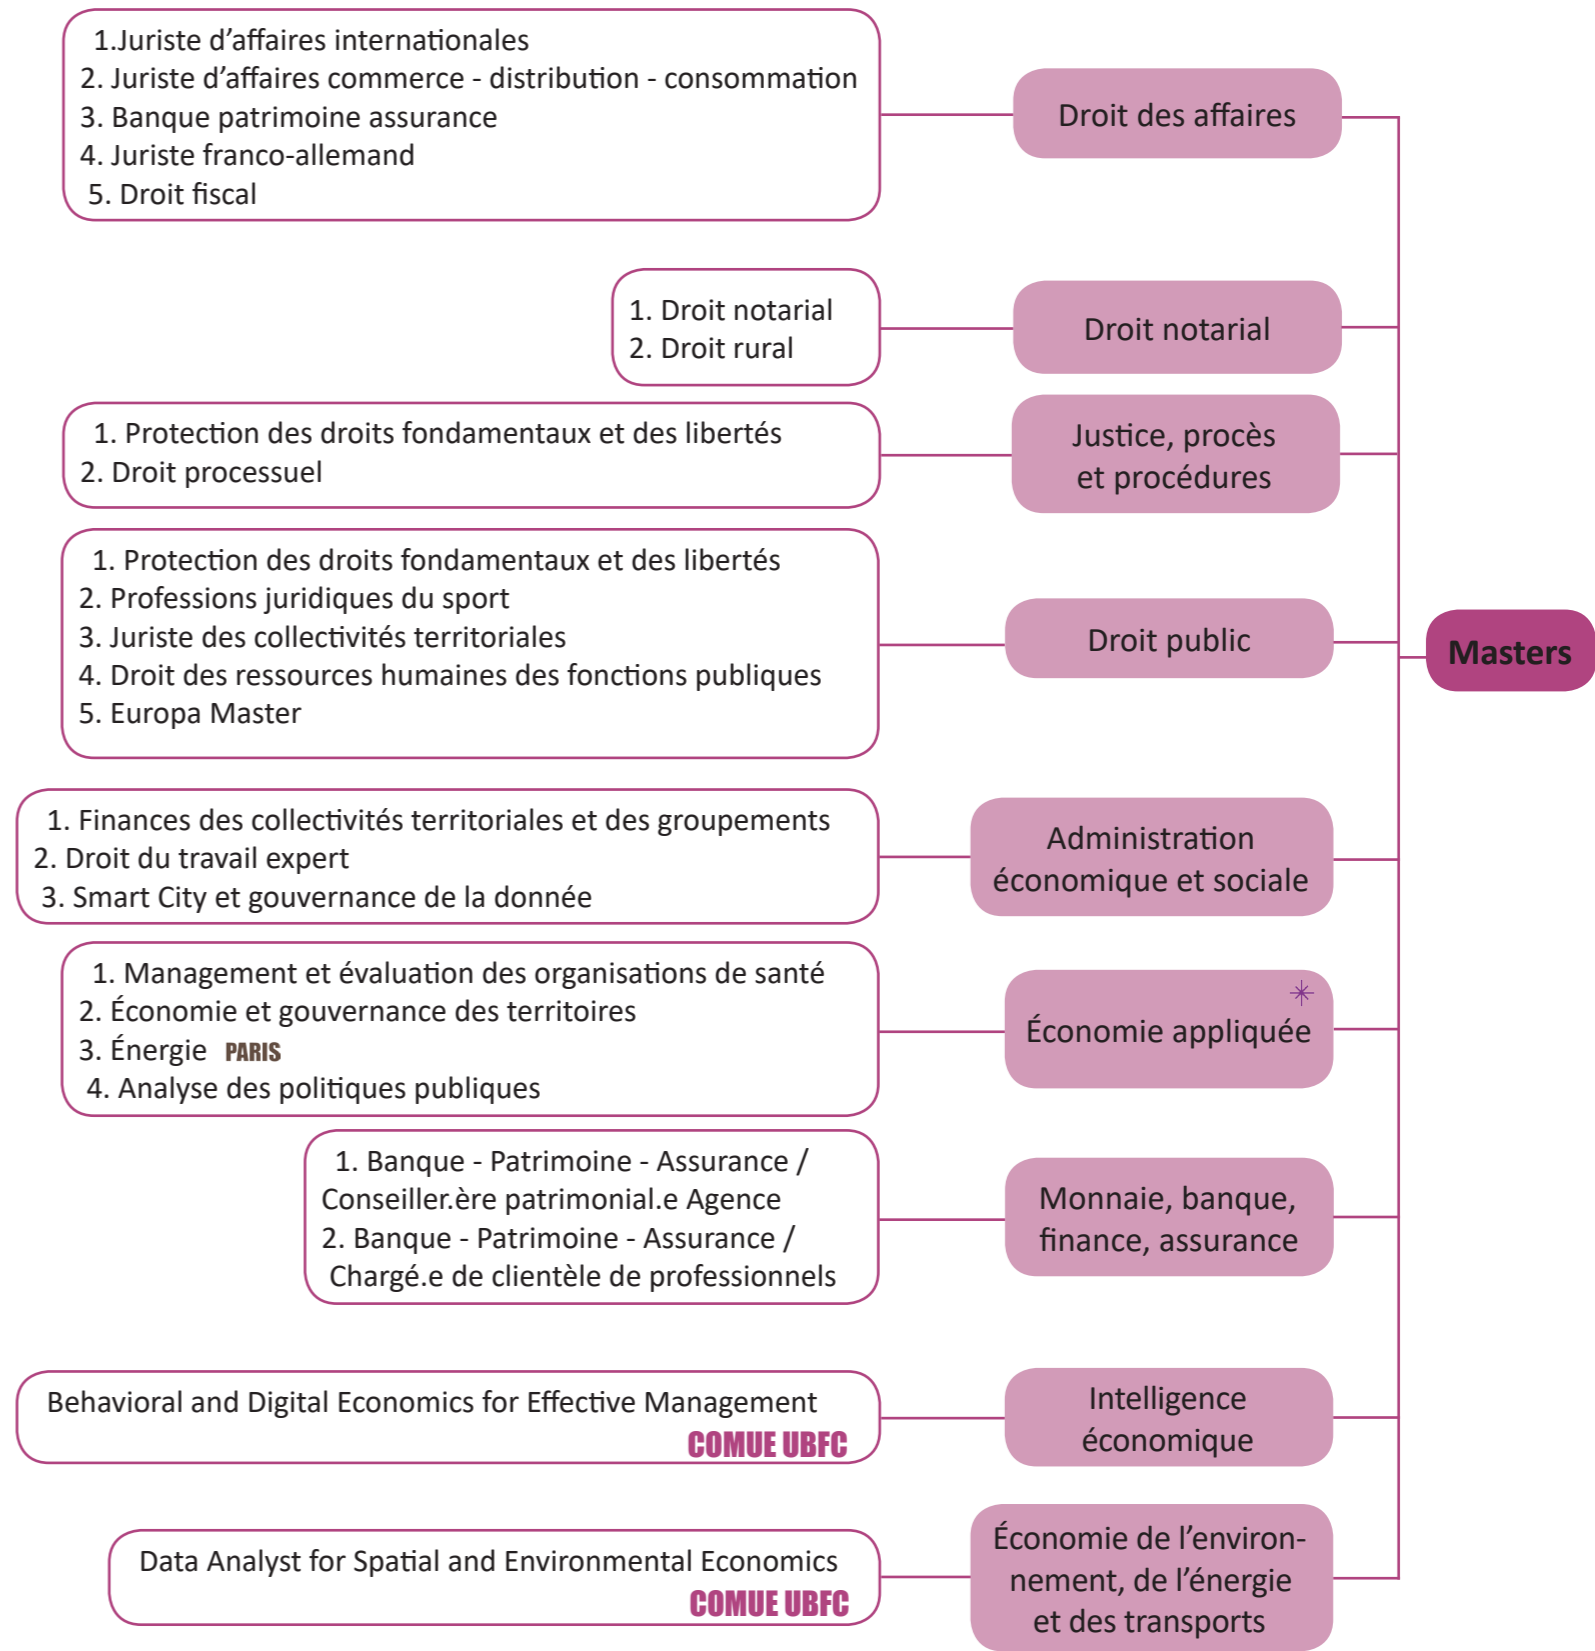 1.Juriste d'affaires internationales
2. Juriste d'affaires commerce - distribution - consommation
3. Banque patrimoine assurance
4. Juriste franco-allemand
5. Droit fiscal
Droit des affaires
1. Droit notarial
2. Droit rural
Droit notarial
1. Protection des droits fondamentaux et des libertés
2. Droit processuel
Justice, procès
et procédures
1. Protection des droits fondamentaux et des libertés
2. Professions juridiques du sport
3. Juriste des collectivités territoriales
4. Droit des ressources humaines des fonctions publiques
5. Europa Master
Droit public
Masters
1. Finances des collectivités territoriales et des groupements
2. Droit du travail expert
3. Smart City et gouvernance de la donnée
Administration
économique et sociale
1. Management et évaluation des organisations de santé
2. Économie et gouvernance des territoires
3. Énergie PARIS
4. Analyse des politiques publiques
Économie appliquée
1. Banque - Patrimoine - Assurance /
Conseiller.ère patrimonial.e Agence
2. Banque - Patrimoine - Assurance /
Chargé.e de clientèle de professionnels
Monnaie, banque,
finance, assurance
Behavioral and Digital Economics for Effective Management
COMUE UBFC
Intelligence
économique
Data Analyst for Spatial and Environmental Economics
COMUE UBFC
Économie de l'environ-
nement, de l'énergie
et des transports